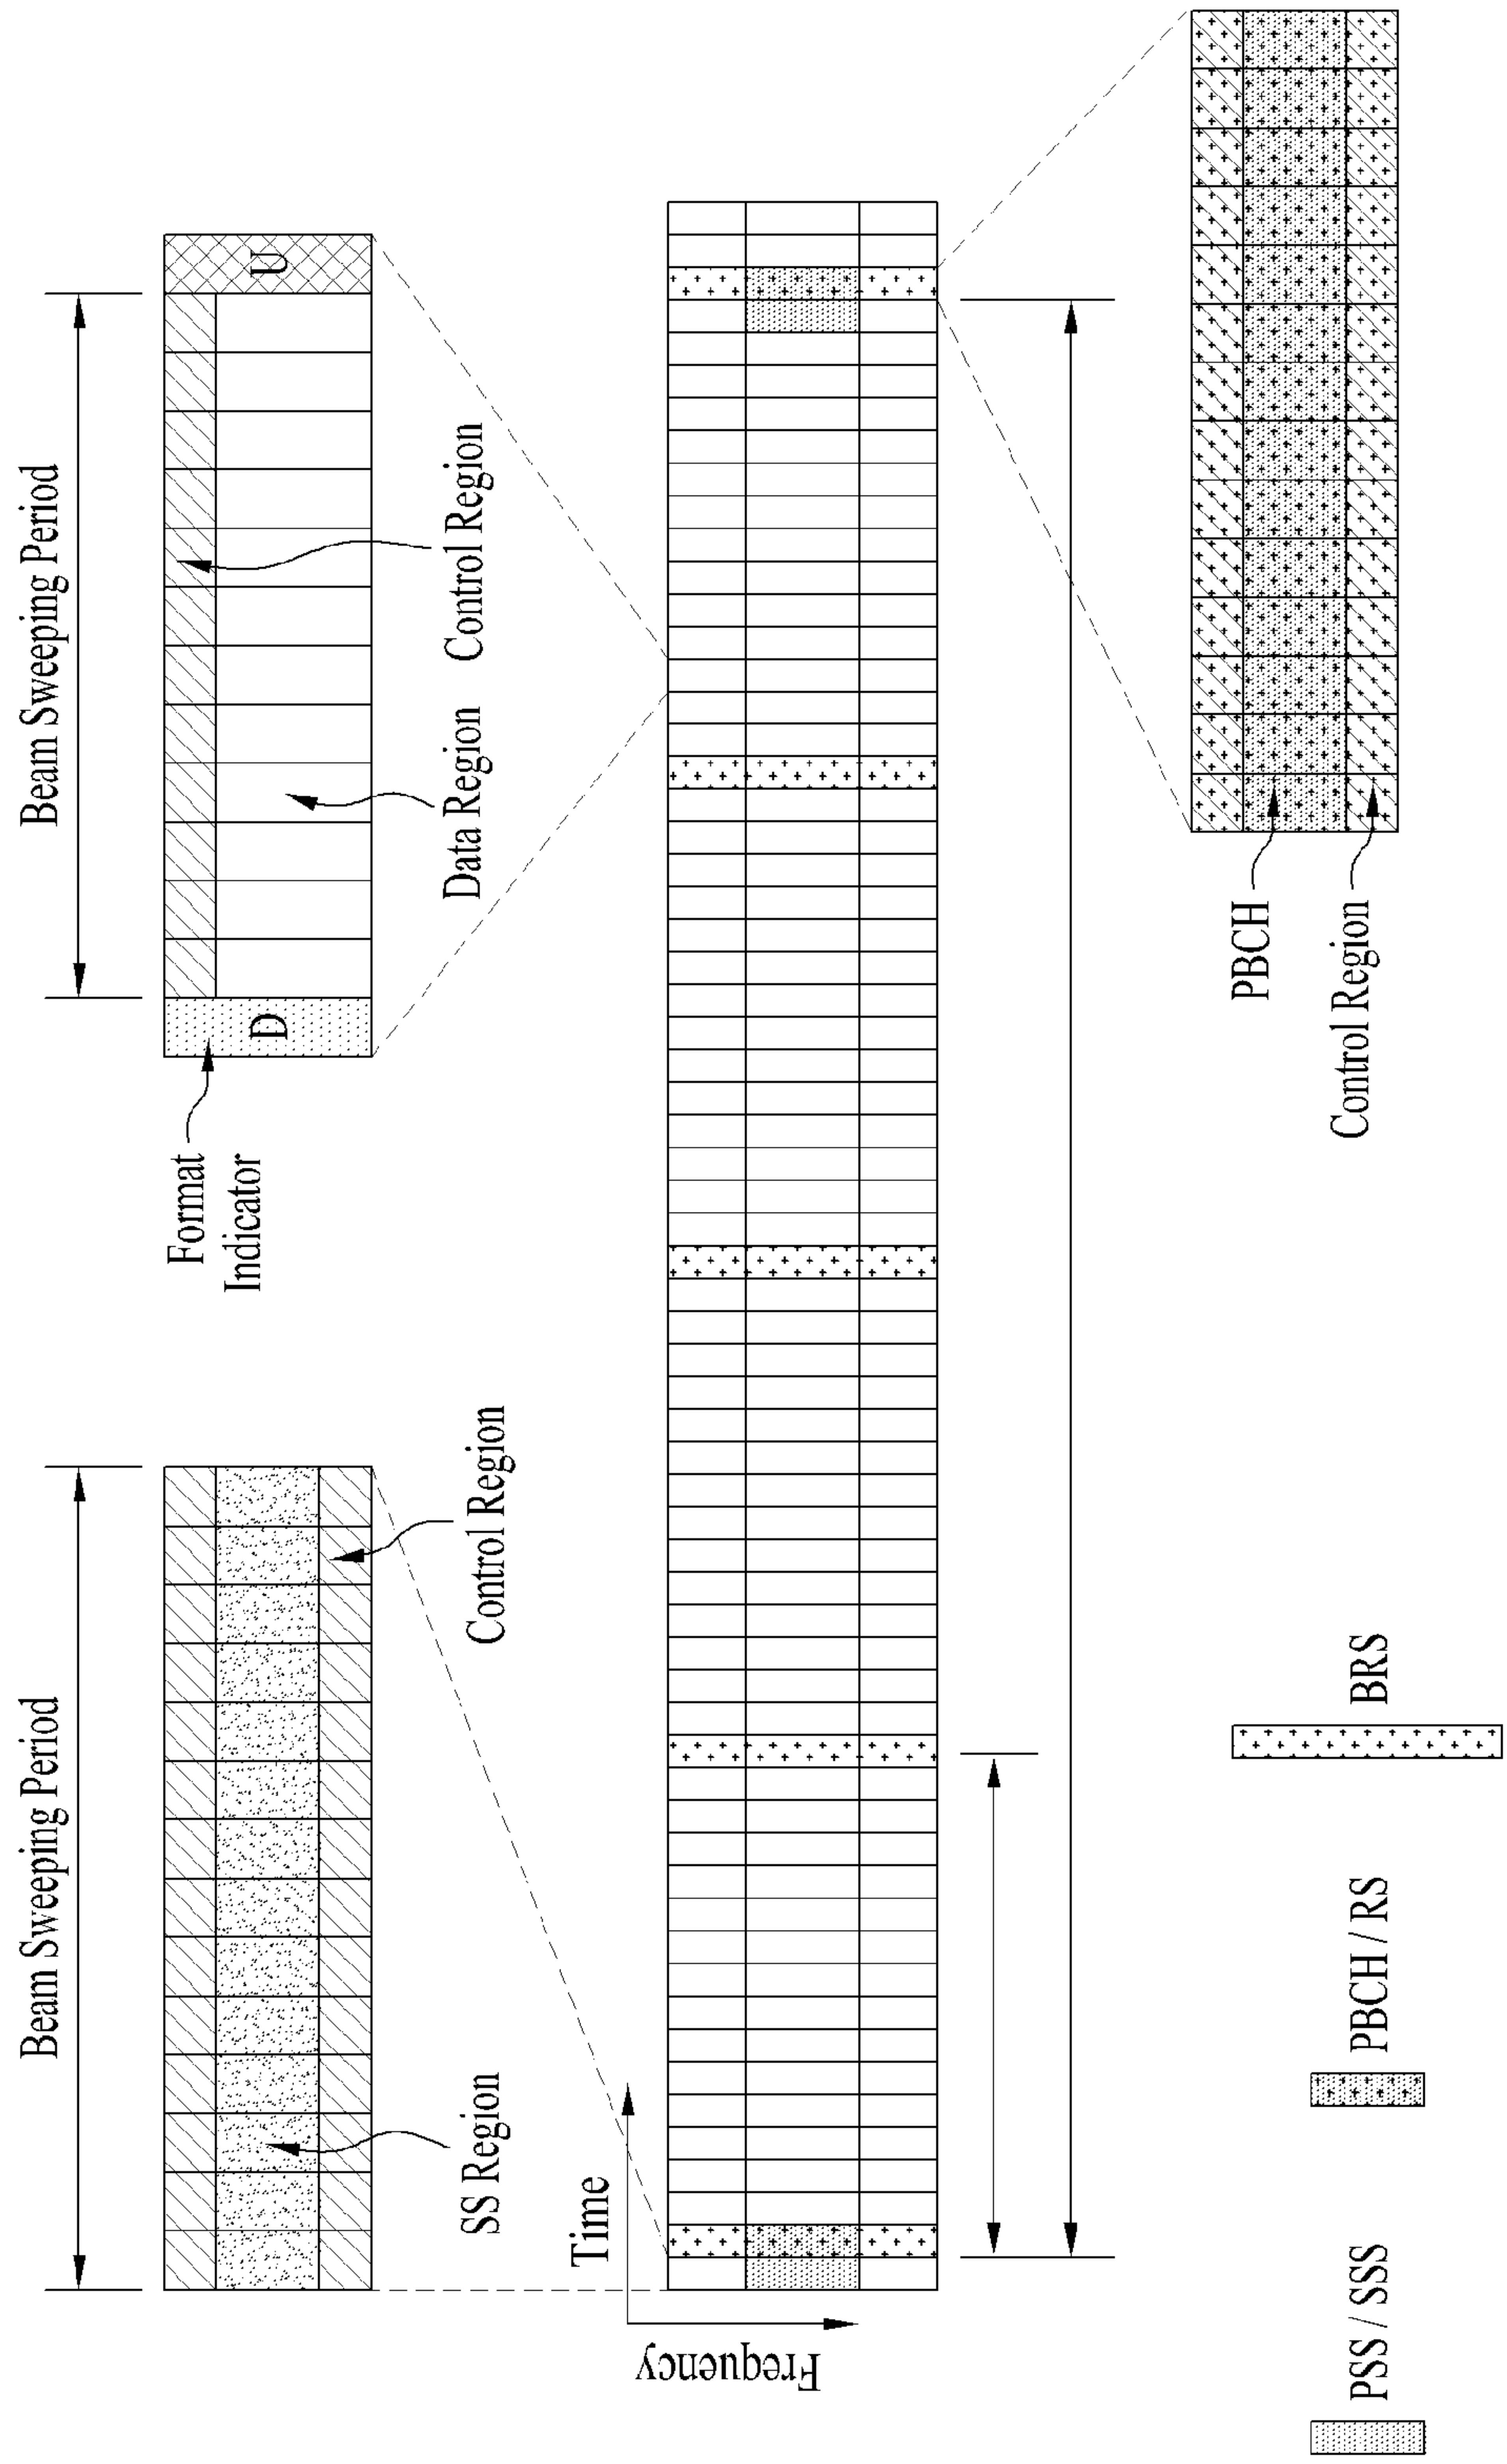 Beam Sweeping Period
Beam Sweeping Period
Format
Indicator
D
U
SS Region
Control Region
Data Region
Control Region
Time
Frequency
PBCH
Control Region
PSS / SSS
PBCH / RS
BRS